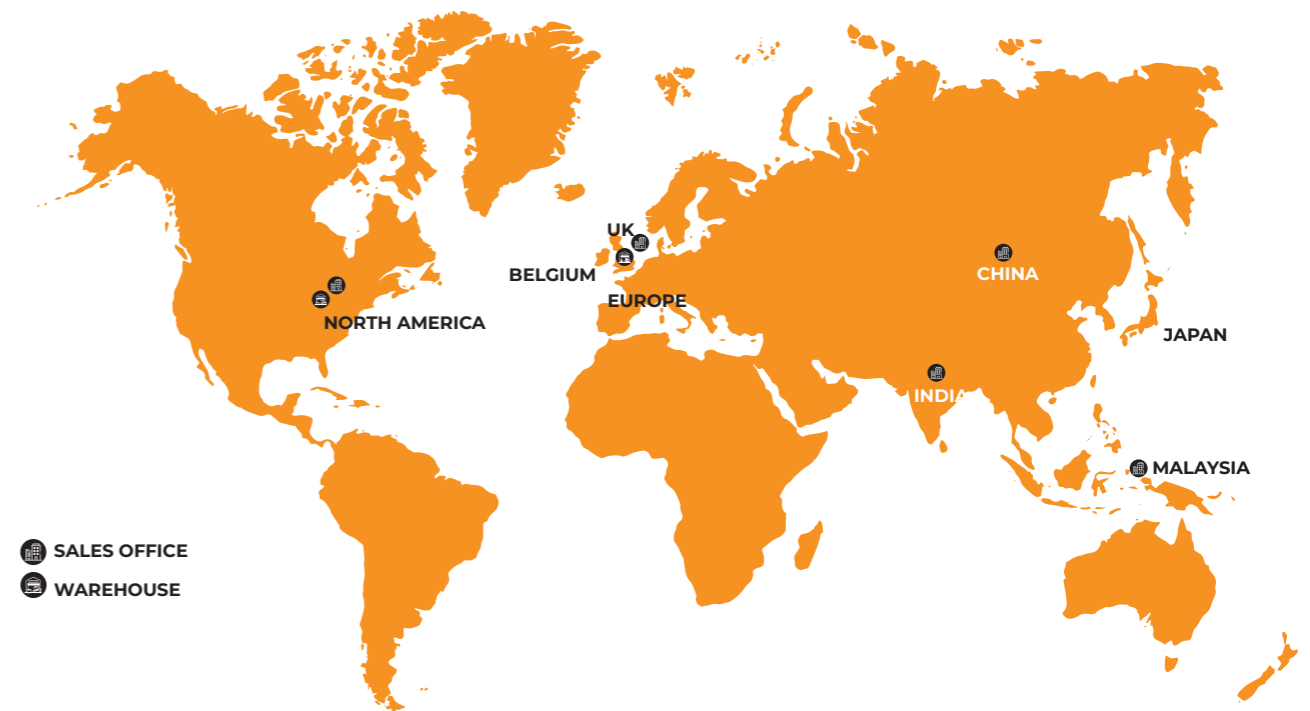 UK
BELGIUM
EUROPE
NORTH AMERICA
CHINA
JAPAN
INDIA
MALAYSIA
SALES OFFICE
WAREHOUSE